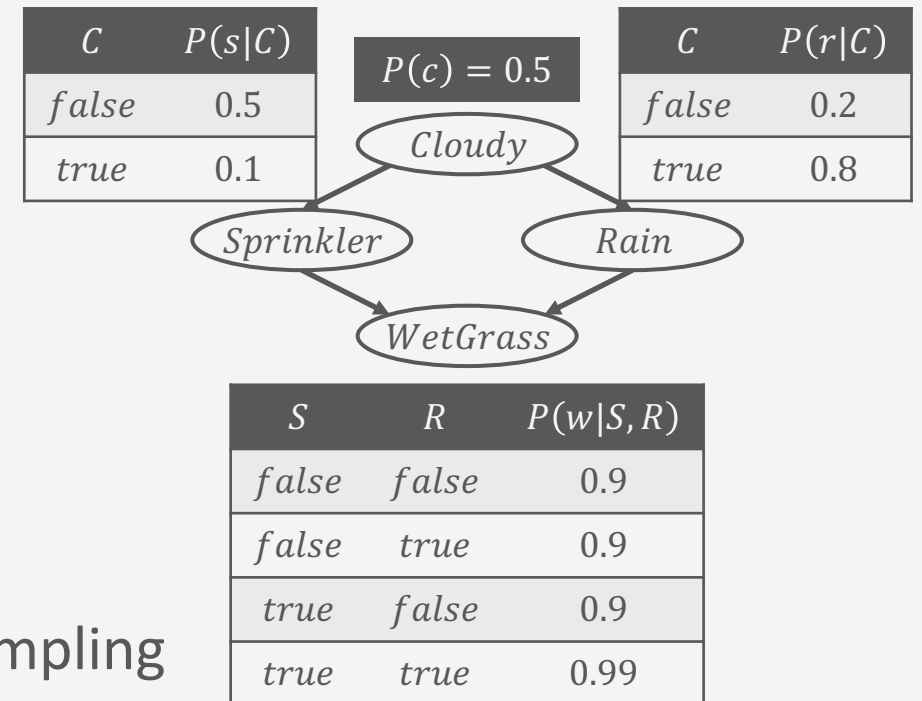 C P(s|C)
false 0.5
true 0.1
P(c) = 0.5
C P(r|C)
false 0.2
true 0.8
Cloudy
Sprinkler Rain
WetGrass
S R P(w|S, R)
false false 0.9
false true 0.9
true false 0.9
true true 0.99
mpling